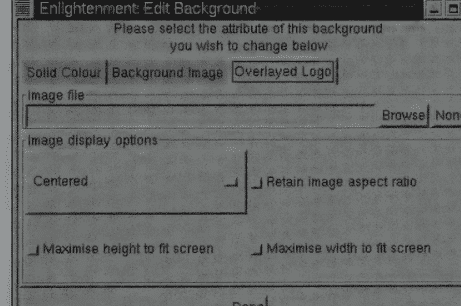 Enlightenment: Edit Background
Please select the attribute of this background
you wish to change below
Solid Colour Background Image Overlayed Logo
Image file
Browse Non
Image display options
Centered Retain image aspect ratio
Maximise height to fit screen Maximise width to fit screen